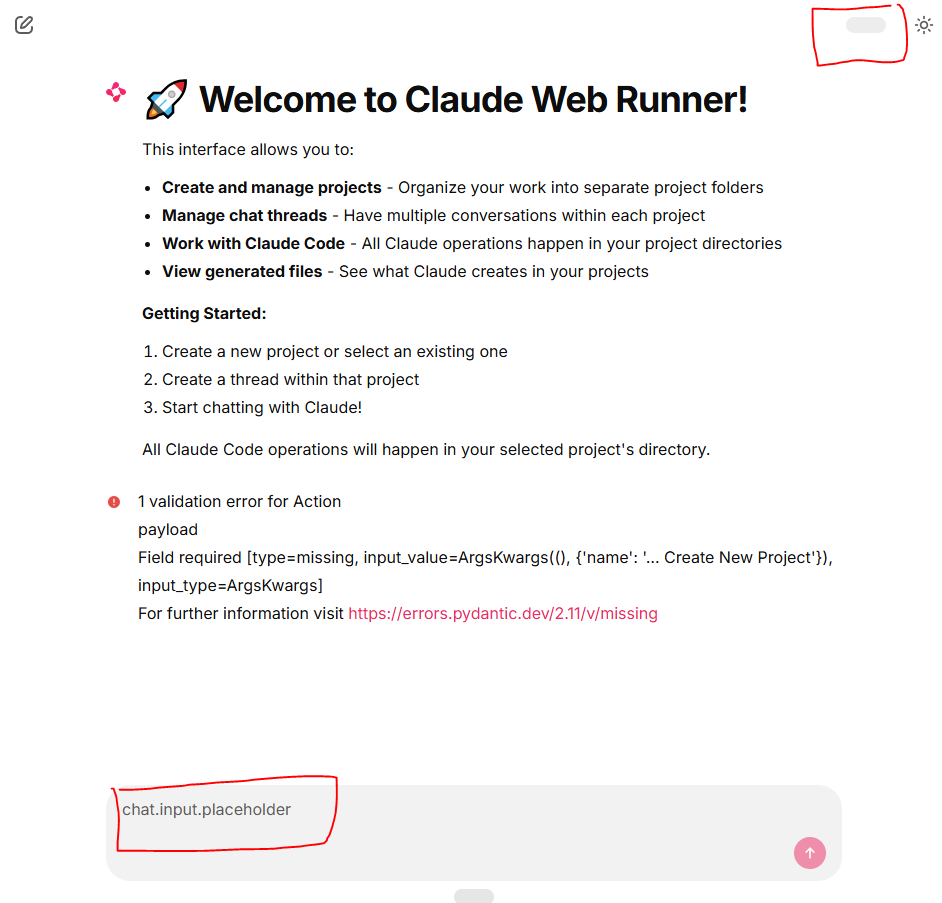 🚀 Welcome to Claude Web Runner!
This interface allows you to:
• Create and manage projects - Organize your work into separate project folders
• Manage chat threads - Have multiple conversations within each project
• Work with Claude Code - All Claude operations happen in your project directories
• View generated files - See what Claude creates in your projects
Getting Started:
1. Create a new project or select an existing one
2. Create a thread within that project
3. Start chatting with Claude!
All Claude Code operations will happen in your selected project's directory.
1 validation error for Action
payload
Field required [type=missing, input_value=ArgsKwargs((), {'name': '... Create New Project'}),
input_type=ArgsKwargs]
For further information visit https://errors.pydantic.dev/2.11/v/missing
chat.input.placeholder